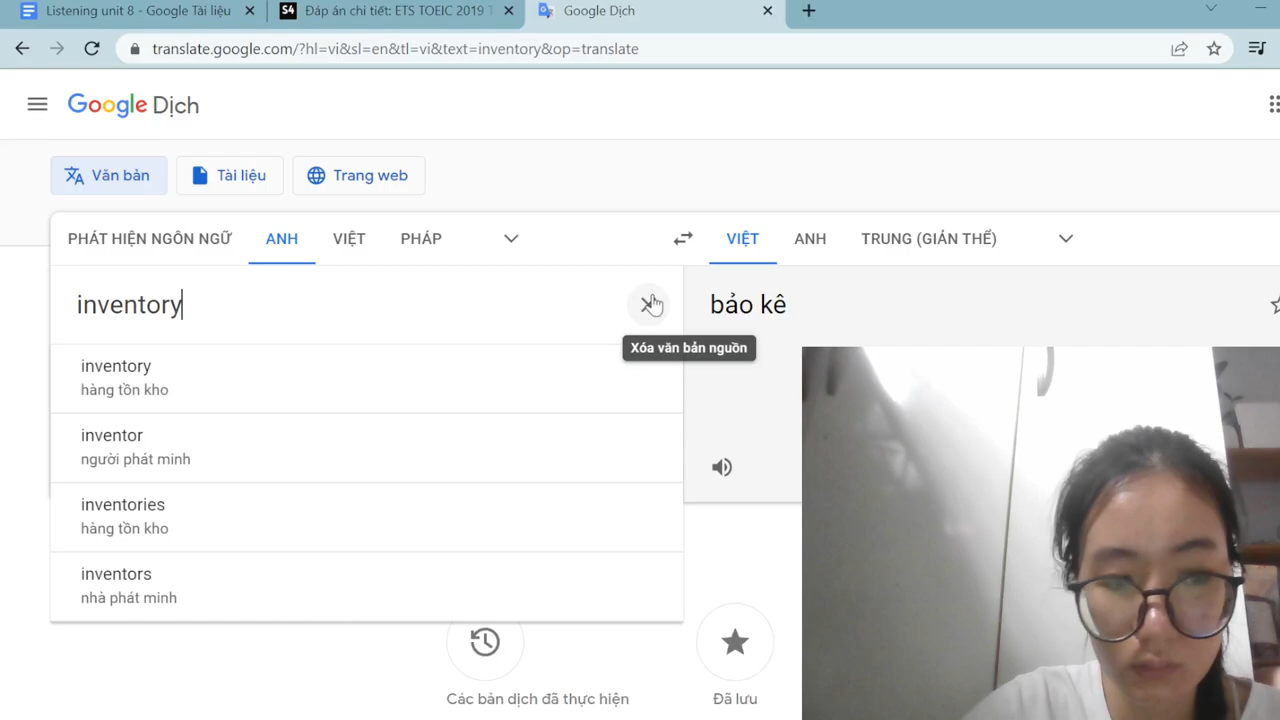 Listening unit 8 - Google Tài liệu
S4 Đáp án chi tiết: ETS TOEIC 2019 1
Google Dịch
translate.google.com/?hl=vi&sl=en&tl=vi&text=inventory&op=translate
Google Dịch
Văn bản
Tài liệu
Trang web
PHÁT HIỆN NGÔN NGỮ
ANH
VIỆT
PHÁP
VIỆT
ANH
TRUNG (GIẢN THỂ)
inventory
bảo kê
Xóa văn bản nguồn
inventory
hàng tồn kho
inventor
người phát minh
inventories
hàng tồn kho
inventors
nhà phát minh
Các bản dịch đã thực hiện
Đã lưu